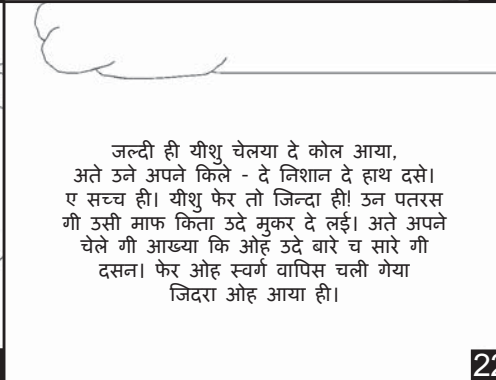 जल्दी ही यीशु चेलया दे कोल आया,
अते उने अपने किले - दे निशान दे हाथ दसे।
ए सच्च ही। यीशु फेर तो जिन्दा ही! उन पतरस
गी उसी माफ किता उदे मुकर दे लई। अते अपने
चेले गी आख्या कि ओह उदे बारे च सारे गी
दसन। फेर ओह स्वर्ग वापिस चली गेया
जिदरा ओह आया ही।
22